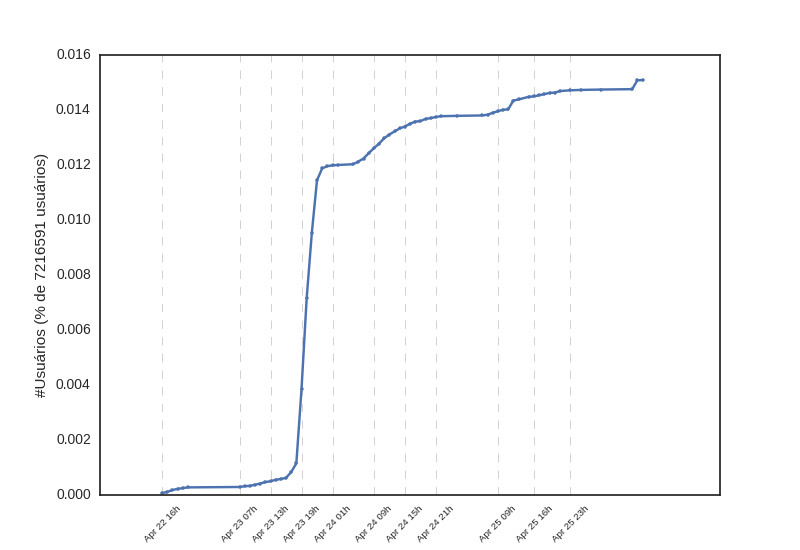 0.016
0.014
0.012
0.010
0.008
0.006
0.004
0.002
0.000
#Usuários (% de 7216591 usuários)
Apr 22 16h
Apr 23 07h
Apr 23 13h
Apr 23 19h
Apr 24 01h
Apr 24 09h
Apr 24 15h
Apr 24 21h
Apr 25 09h
Apr 25 16h
Apr 25 23h